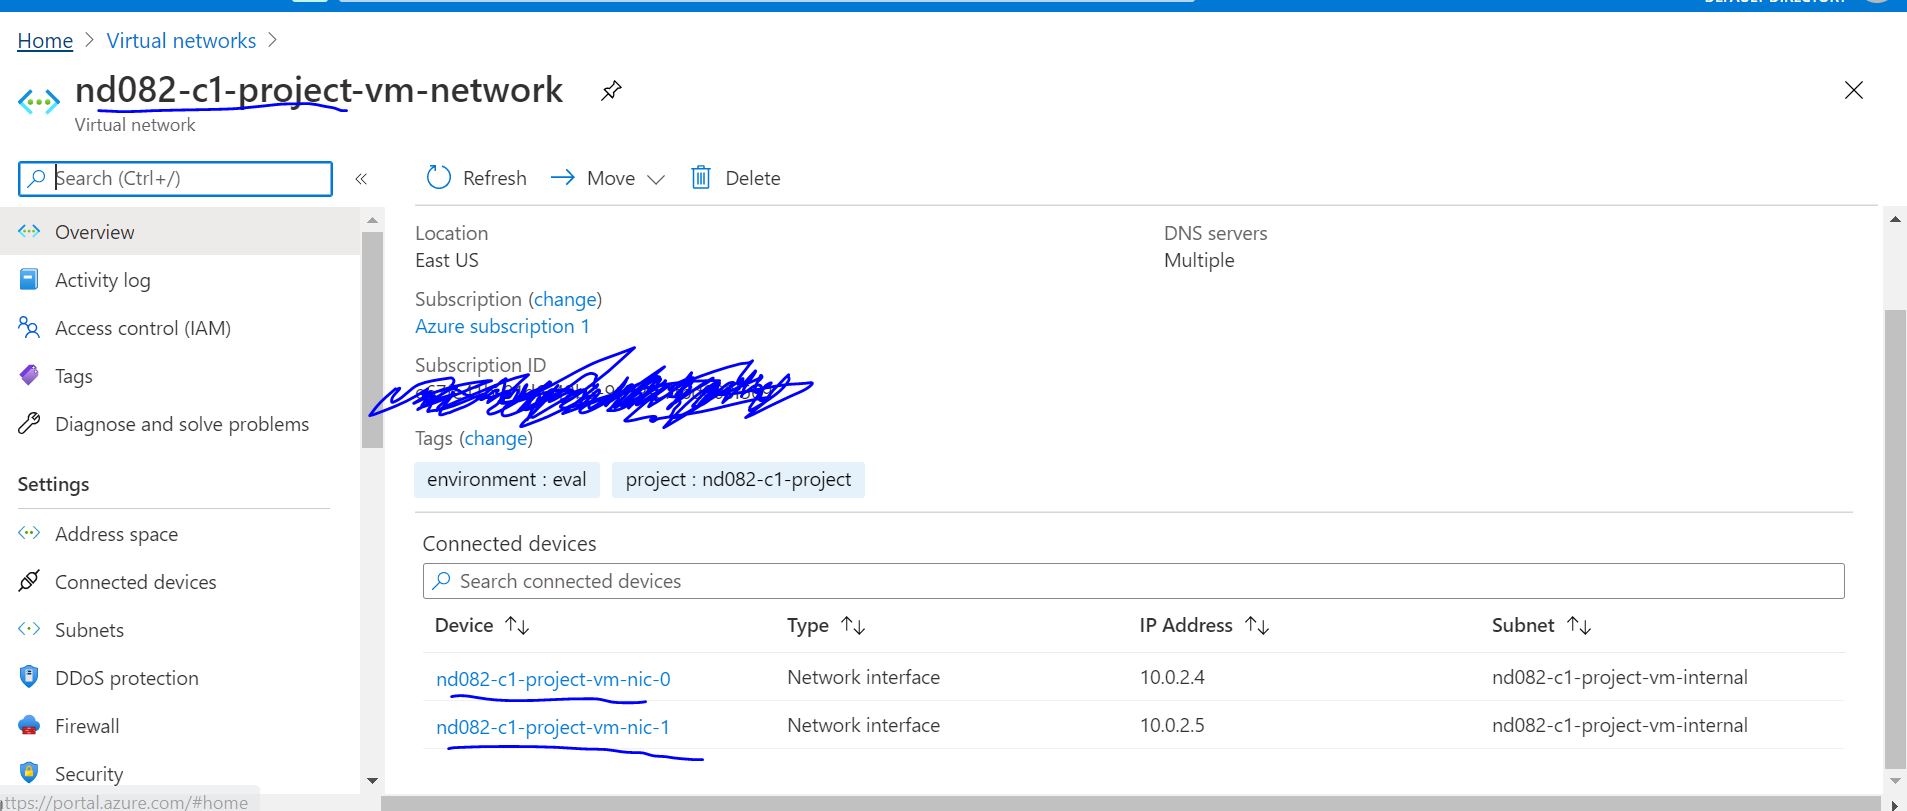 Home > Virtual networks >
nd082-c1-project-vm-network
Virtual network
Search (Ctrl+/)
«
Refresh Move Delete
Overview
Activity log
Access control (IAM)
Tags
Diagnose and solve problems
Settings
Address space
Connected devices
Subnets
DDoS protection
Firewall
Security
ttps://portal.azure.com/#home
Location
East US
DNS servers
Multiple
Subscription (change)
Azure subscription 1
Subscription ID
Tags (change)
environment : eval project : nd082-c1-project
Connected devices
Search connected devices
Device Type IP Address Subnet
nd082-c1-project-vm-nic-0 Network interface 10.0.2.4 nd082-c1-project-vm-internal
nd082-c1-project-vm-nic-1 Network interface 10.0.2.5 nd082-c1-project-vm-internal